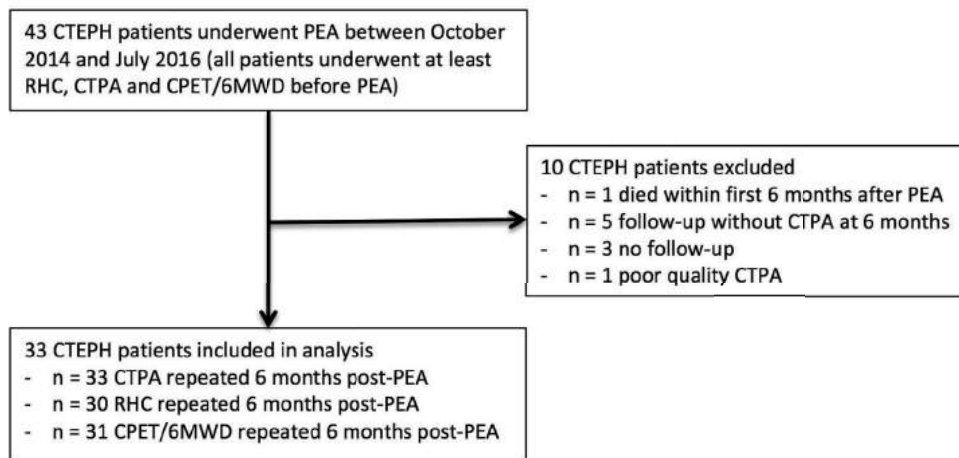 43 CTEPH patients underwent PEA between October
2014 and July 2016 (all patients underwent at least
RHC, CTPA and CPET/6MWD before PEA)
10 CTEPH patients excluded
- n = 1 died within first 6 months after PEA
- n = 5 follow-up without CTPA at 6 months
- n = 3 no follow-up
- n = 1 poor quality CTPA
33 CTEPH patients included in analysis
- n = 33 CTPA repeated 6 months post-PEA
- n = 30 RHC repeated 6 months post-PEA
- n = 31 CPET/6MWD repeated 6 months post-PEA